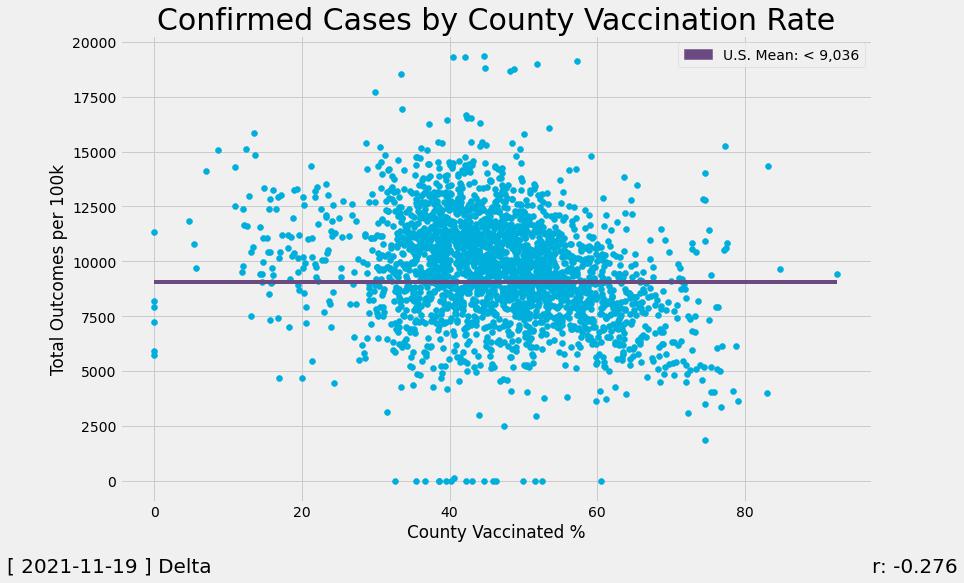 Confirmed Cases by County Vaccination Rate
U.S. Mean: < 9,036
20000
17500
15000
12500
10000
7500
5000
2500
0
Total Outcomes per 100k
0 20 40 60 80
County Vaccinated %
[ 2021-11-19 ] Delta
r: -0.276